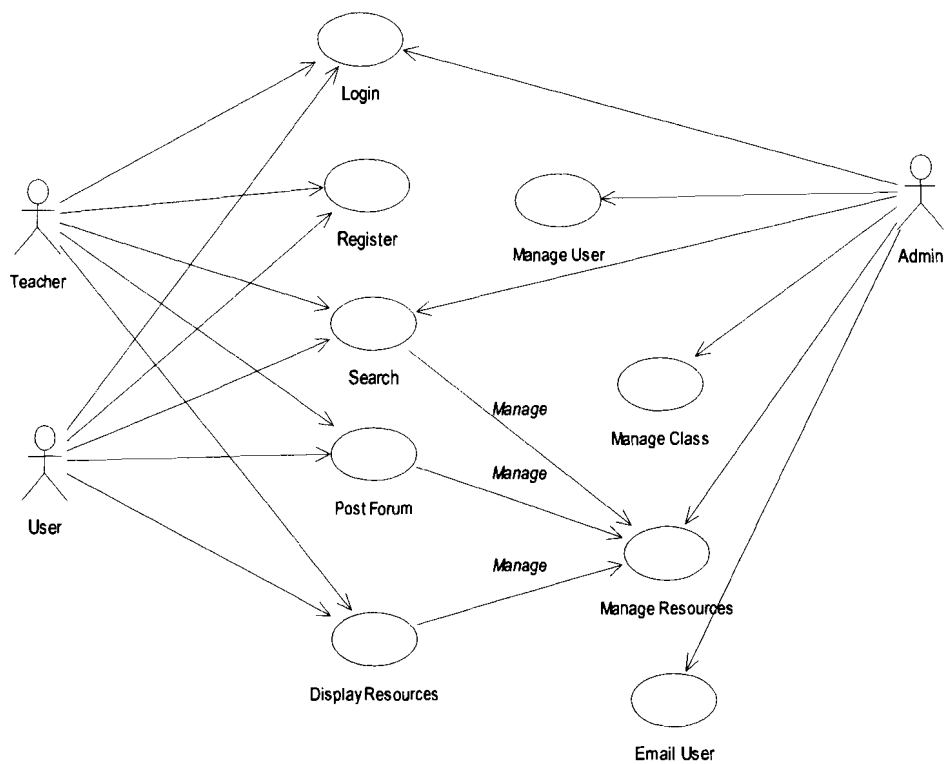 Login
Register
Manage User
Teacher
Admin
Search
Manage
Manage Class
Manage
Post Forum
User
Manage
Manage Resources
Display Resources
Email User